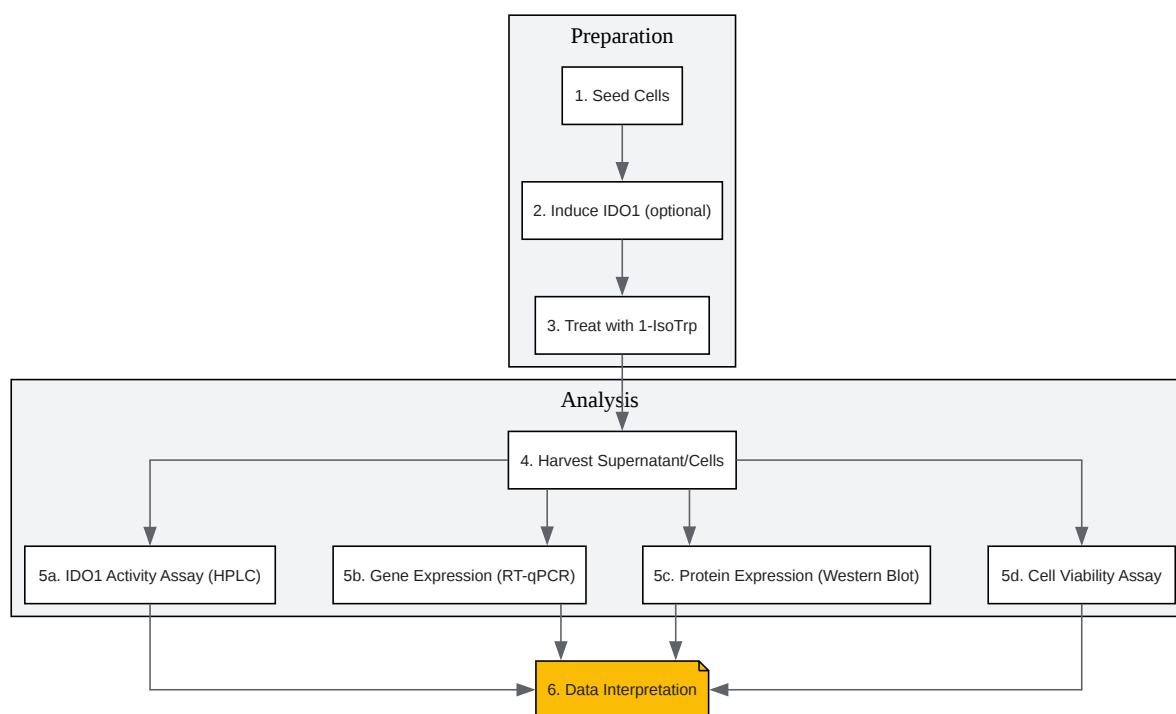 Preparation
1. Seed Cells
2. Induce IDO1 (optional)
3. Treat with 1-IsoTrp
Analysis
4. Harvest Supernatant/Cells
5a. IDO1 Activity Assay (HPLC)
5b. Gene Expression (RT-qPCR)
5c. Protein Expression (Western Blot)
5d. Cell Viability Assay
6. Data Interpretation